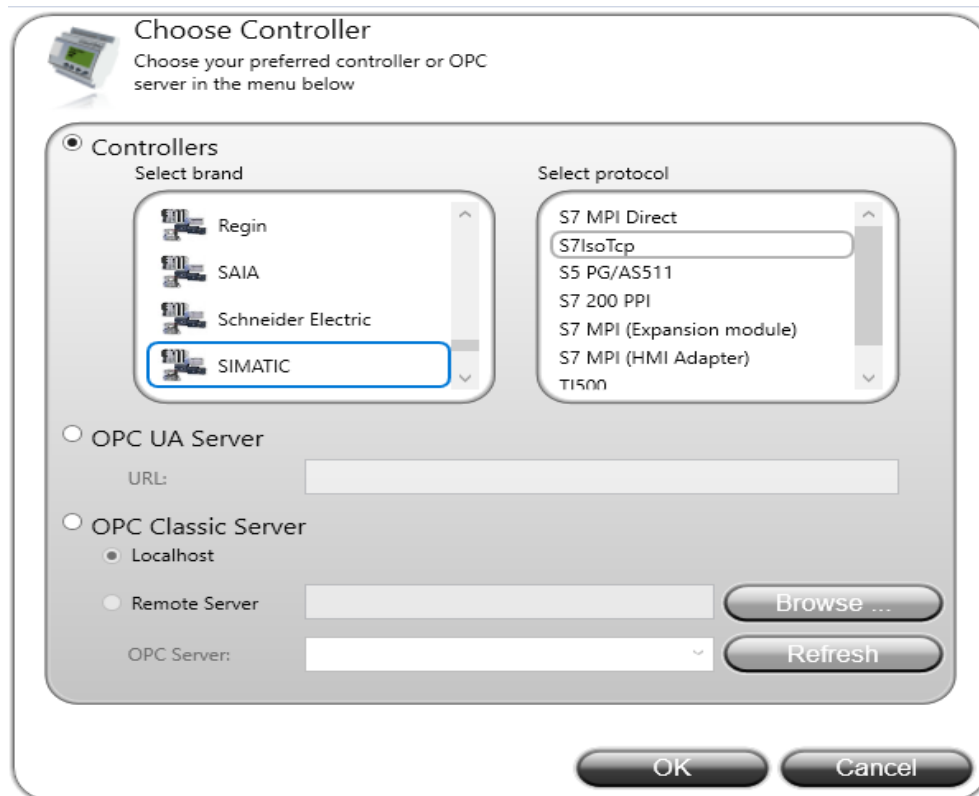 Choose Controller
Choose your preferred controller or OPC
server in the menu below
Controllers
Select brand
Regin
SAIA
Schneider Electric
SIMATIC
Select protocol
S7 MPI Direct
S7IsoTcp
S5 PG/AS511
S7 200 PPI
S7 MPI (Expansion module)
S7 MPI (HMI Adapter)
TI500
OPC UA Server
URL:
OPC Classic Server
Localhost
Remote Server
Browse ...
OPC Server:
Refresh
OK
Cancel